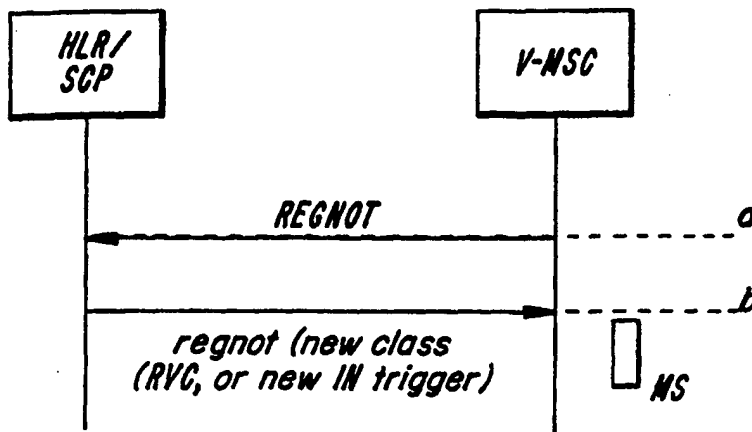 HLR/
SCP
V-MSC
REGNOT
a
b
regnot (new class
(RVC, or new IN trigger)
MS